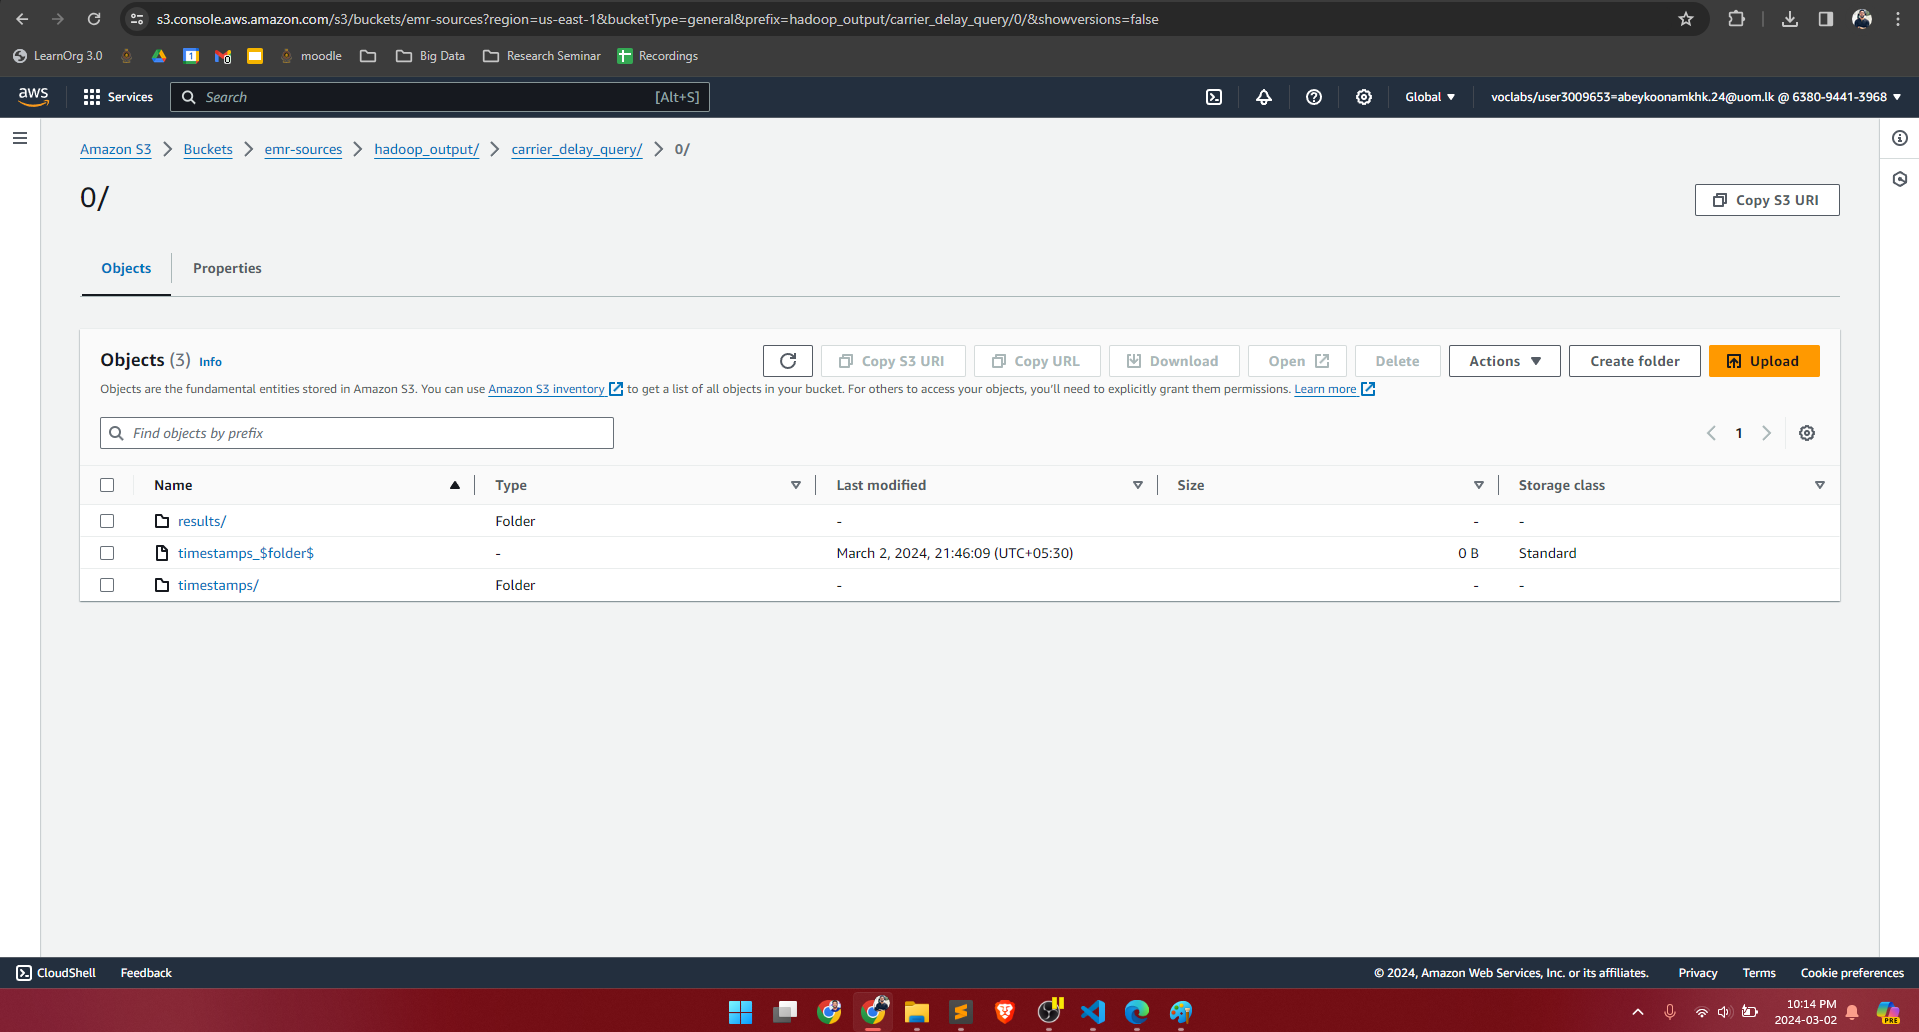 s3.console.aws.amazon.com/s3/buckets/emr-sources?region=us-east-1&bucketType=general&prefix=hadoop_output/carrier_delay_query/0/&showversions=false
LearnOrg 3.0 moodle Big Data Research Seminar Recordings
aws Services Search [Alt+S] Global voclabs/user3009653=abeykoonamkhk.24@uom.lk @ 6380-9441-3968
Amazon S3 Buckets emr-sources hadoop_output/ carrier_delay_query/ 0/
0/
Copy S3 URI
Objects Properties
Objects (3) Info Copy S3 URI Copy URL Download Open Delete Actions Create folder Upload
Objects are the fundamental entities stored in Amazon S3. You can use Amazon S3 inventory to get a list of all objects in your bucket. For others to access your objects, you'll need to explicitly grant them permissions. Learn more
Find objects by prefix 1
Name Type Last modified Size Storage class
results/ Folder - - -
timestamps_$folder$ - March 2, 2024, 21:46:09 (UTC+05:30) 0 B Standard
timestamps/ Folder - - -
CloudShell Feedback © 2024, Amazon Web Services, Inc. or its affiliates. Privacy Terms Cookie preferences
10:14 PM
2024-03-02
PRE